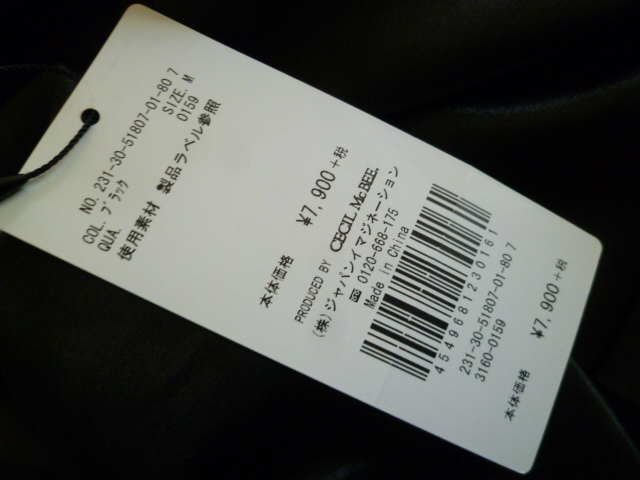 NO. 231-30-51807-01-80 7
COL. ブラック SIZE. M
QUA. 0159
使用素材 製品ラベル参照
本体価格 ¥7,900+税
PRODUCED BY CECIL McBEE
(株)ジャパンイマジネーション
0120-668-175
Made in China
4549681230161
231-30-51807-01-80 7
3160-0159
本体価格 ¥7,900+税